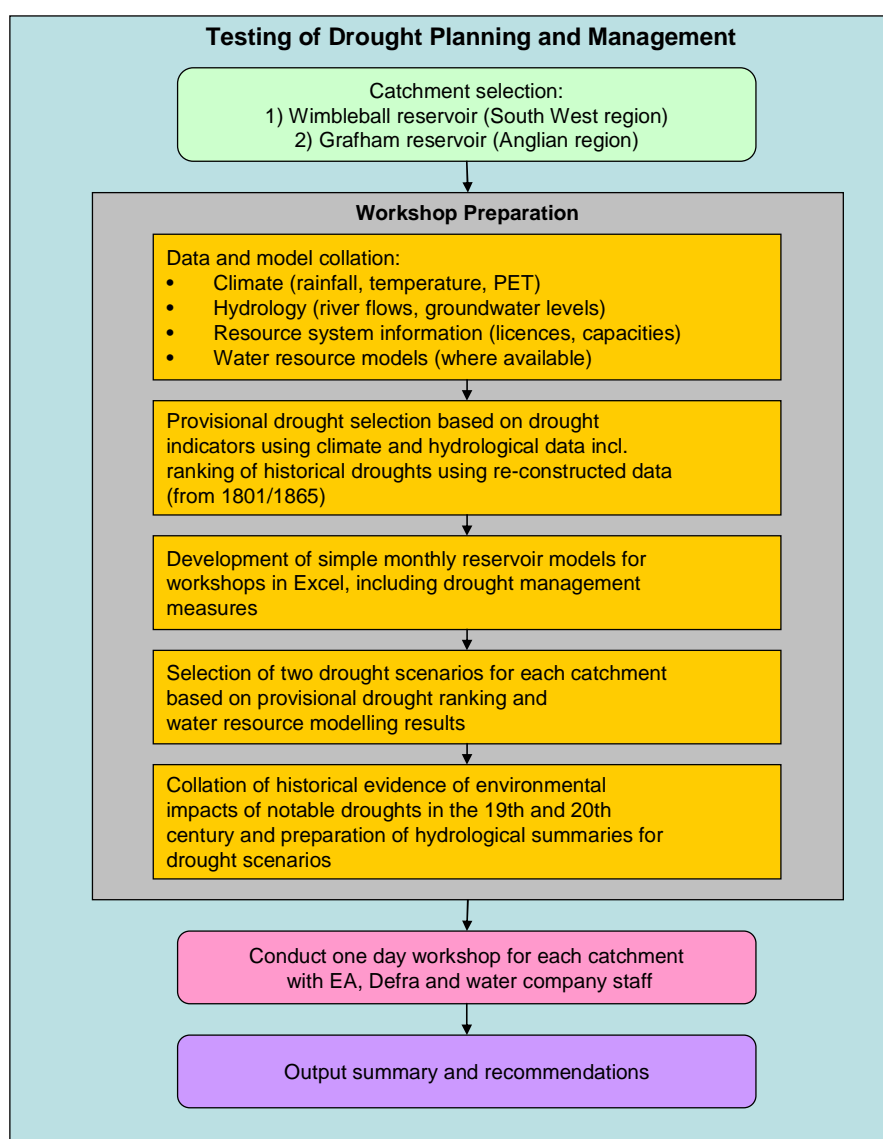 Testing of Drought Planning and Management
Catchment selection:
1) Wimbleball reservoir (South West region)
2) Grafham reservoir (Anglian region)
Workshop Preparation
Data and model collation:
• Climate (rainfall, temperature, PET)
• Hydrology (river flows, groundwater levels)
• Resource system information (licences, capacities)
• Water resource models (where available)
Provisional drought selection based on drought
indicators using climate and hydrological data incl.
ranking of historical droughts using re-constructed data
(from 1801/1865)
Development of simple monthly reservoir models for
workshops in Excel, including drought management
measures
Selection of two drought scenarios for each catchment
based on provisional drought ranking and
water resource modelling results
Collation of historical evidence of environmental
impacts of notable droughts in the 19th and 20th
century and preparation of hydrological summaries for
drought scenarios
Conduct one day workshop for each catchment
with EA, Defra and water company staff
Output summary and recommendations